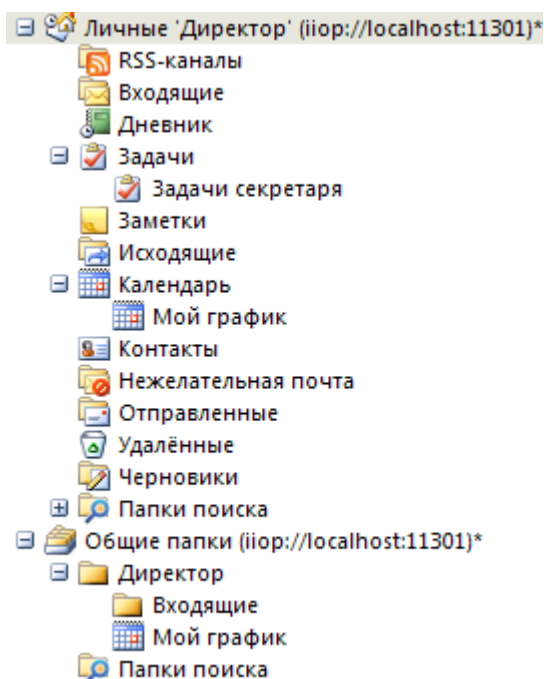 Личные 'Директор' (iiop://localhost:11301)*
RSS-каналы
Входящие
Дневник
Задачи
Задачи секретаря
Заметки
Исходящие
Календарь
Мой график
Контакты
Нежелательная почта
Отправленные
Удалённые
Черновики
Папки поиска
Общие папки (iiop://localhost:11301)*
Директор
Входящие
Мой график
Папки поиска